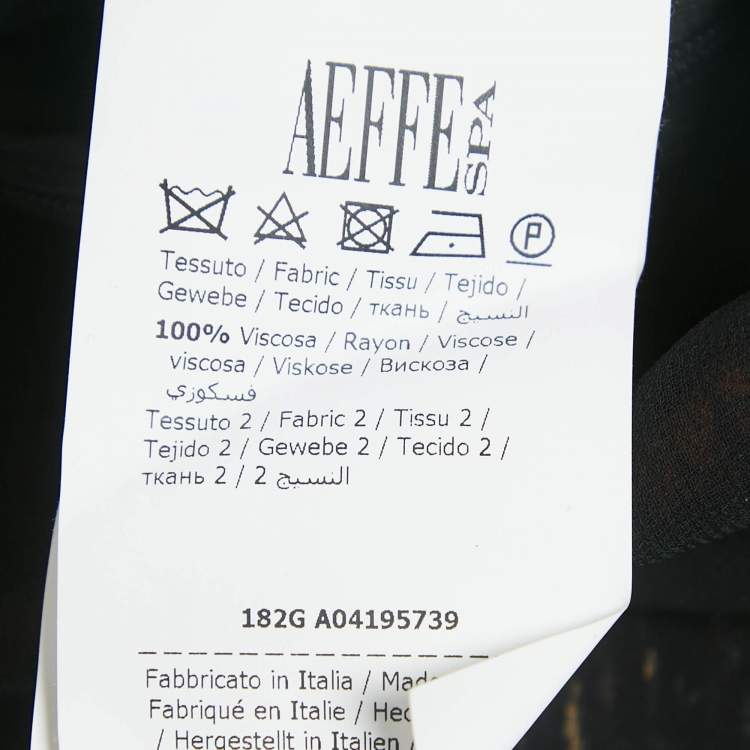 AEFFE SPA
P
Tessuto / Fabric / Tissu / Tejido /
Gewebe / Tecido / ткань / النسيج
100% Viscosa / Rayon / Viscose /
viscosa / Viskose / Вискоза /
فسكوزي
Tessuto 2 / Fabric 2 / Tissu 2 /
Tejido 2 / Gewebe 2 / Tecido 2 /
ткань 2 / 2 النسيج
182G A04195739
Fabbricato in Italia / Made
Fabriqué en Italie / Hec
/ Hergestellt in Italien /